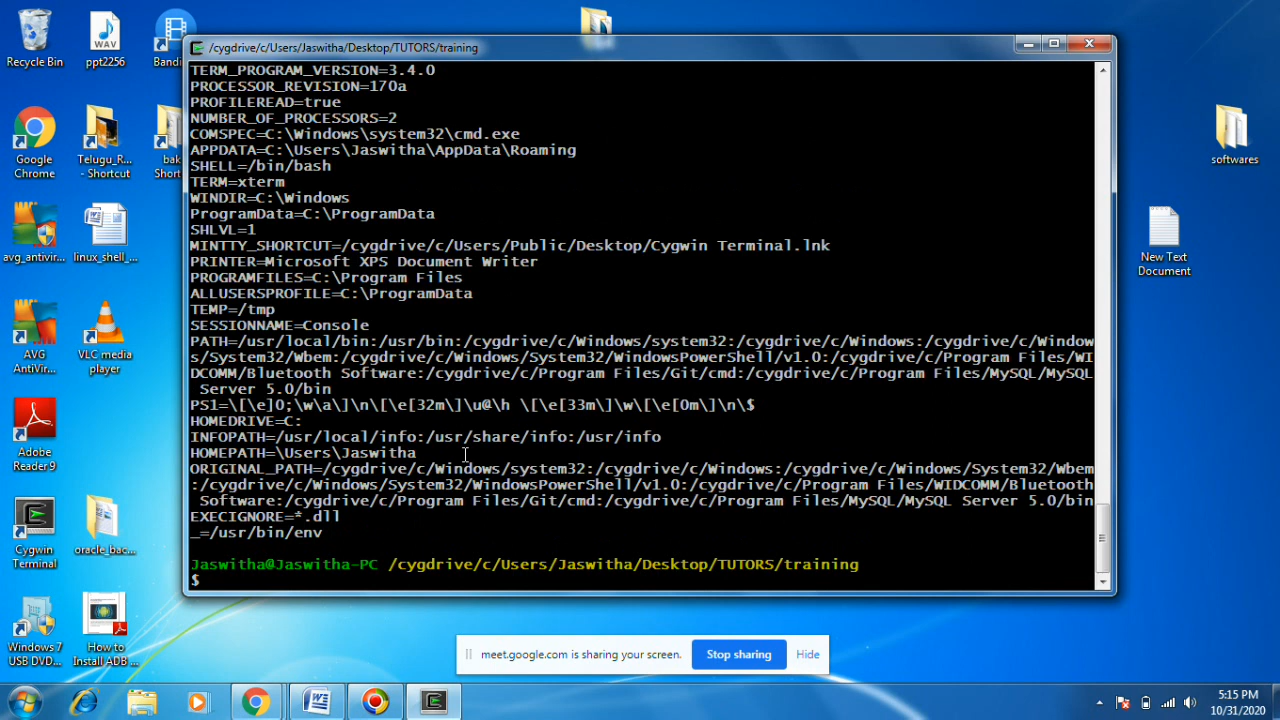 Recycle Bin
ppt2256
Bandi
Google Chrome
Telugu_R... - Shortcut
bak
Short
avg_antivir...
linux_shell_...
AVG AntiVir...
VLC media player
Adobe Reader 9
Cygwin Terminal
oracle_bac...
Windows 7 USB DVD...
How to Install ADB ...
softwares
New Text Document
/cygdrive/c/Users/Jaswitha/Desktop/TUTORS/training
TERM_PROGRAM_VERSION=3.4.0
PROCESSOR_REVISION=170a
PROFILEREAD=true
NUMBER_OF_PROCESSORS=2
COMSPEC=C:\Windows\system32\cmd.exe
APPDATA=C:\Users\Jaswitha\AppData\Roaming
SHELL=/bin/bash
TERM=xterm
WINDIR=C:\Windows
ProgramData=C:\ProgramData
SHLVL=1
MINTTY_SHORTCUT=/cygdrive/c/Users/Public/Desktop/Cygwin Terminal.lnk
PRINTER=Microsoft XPS Document Writer
PROGRAMFILES=C:\Program Files
ALLUSERSPROFILE=C:\ProgramData
TEMP=/tmp
SESSIONNAME=Console
PATH=/usr/local/bin:/usr/bin:/cygdrive/c/Windows/system32:/cygdrive/c/Windows:/cygdrive/c/Window
s/System32/Wbem:/cygdrive/c/Windows/System32/WindowsPowerShell/v1.0:/cygdrive/c/Program Files/WI
DCOMM/Bluetooth Software:/cygdrive/c/Program Files/Git/cmd:/cygdrive/c/Program Files/MySQL/MySQL
Server 5.0/bin
PS1=\[\e]0;\w\a\]\n\[\e[32m\]\u@\h \[\e[33m\]\w\[\e[0m\]\n\$
HOMEDRIVE=C:
INFOPATH=/usr/local/info:/usr/share/info:/usr/info
HOMEPATH=\Users\Jaswitha
ORIGINAL_PATH=/cygdrive/c/Windows/system32:/cygdrive/c/Windows:/cygdrive/c/Windows/System32/Wbem
:/cygdrive/c/Windows/System32/WindowsPowerShell/v1.0:/cygdrive/c/Program Files/WIDCOMM/Bluetooth
Software:/cygdrive/c/Program Files/Git/cmd:/cygdrive/c/Program Files/MySQL/MySQL Server 5.0/bin
EXECIGNORE=*.dll
_=/usr/bin/env
Jaswitha@Jaswitha-PC /cygdrive/c/Users/Jaswitha/Desktop/TUTORS/training
$
meet.google.com is sharing your screen. Stop sharing Hide
5:15 PM
10/31/2020